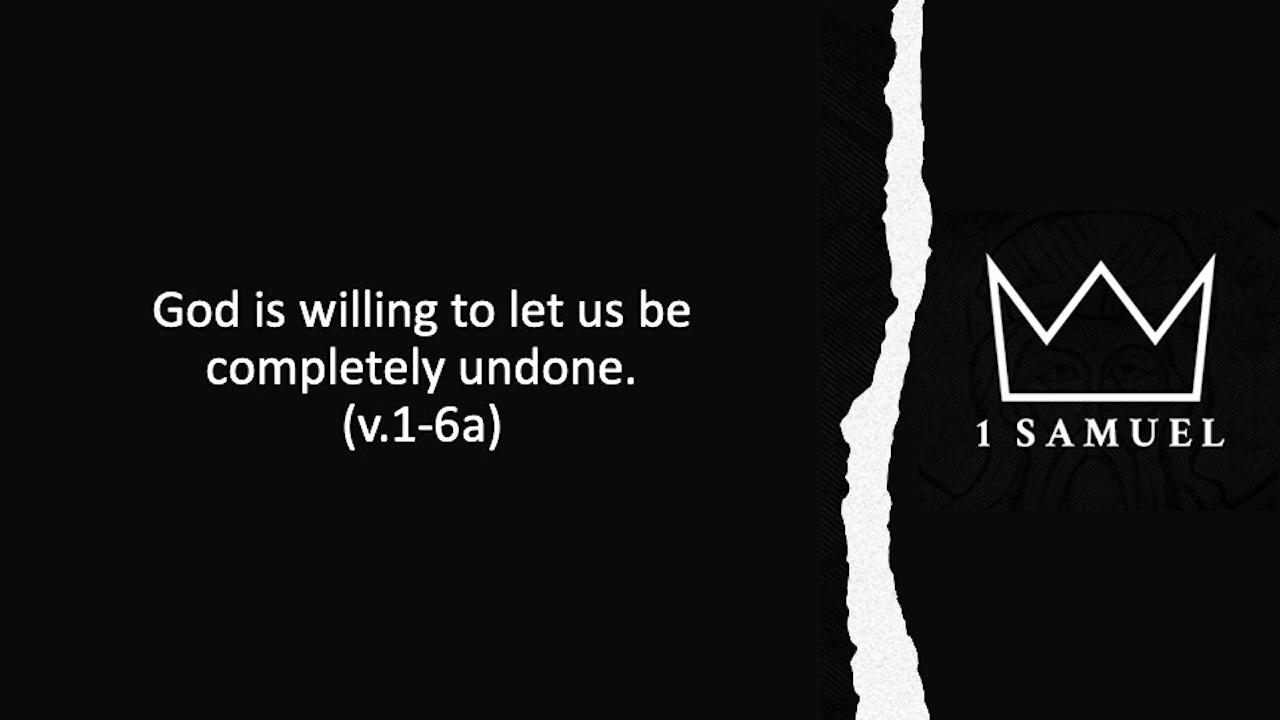 God is willing to let us be
completely undone.
(v.1-6a)
1 SAMUEL